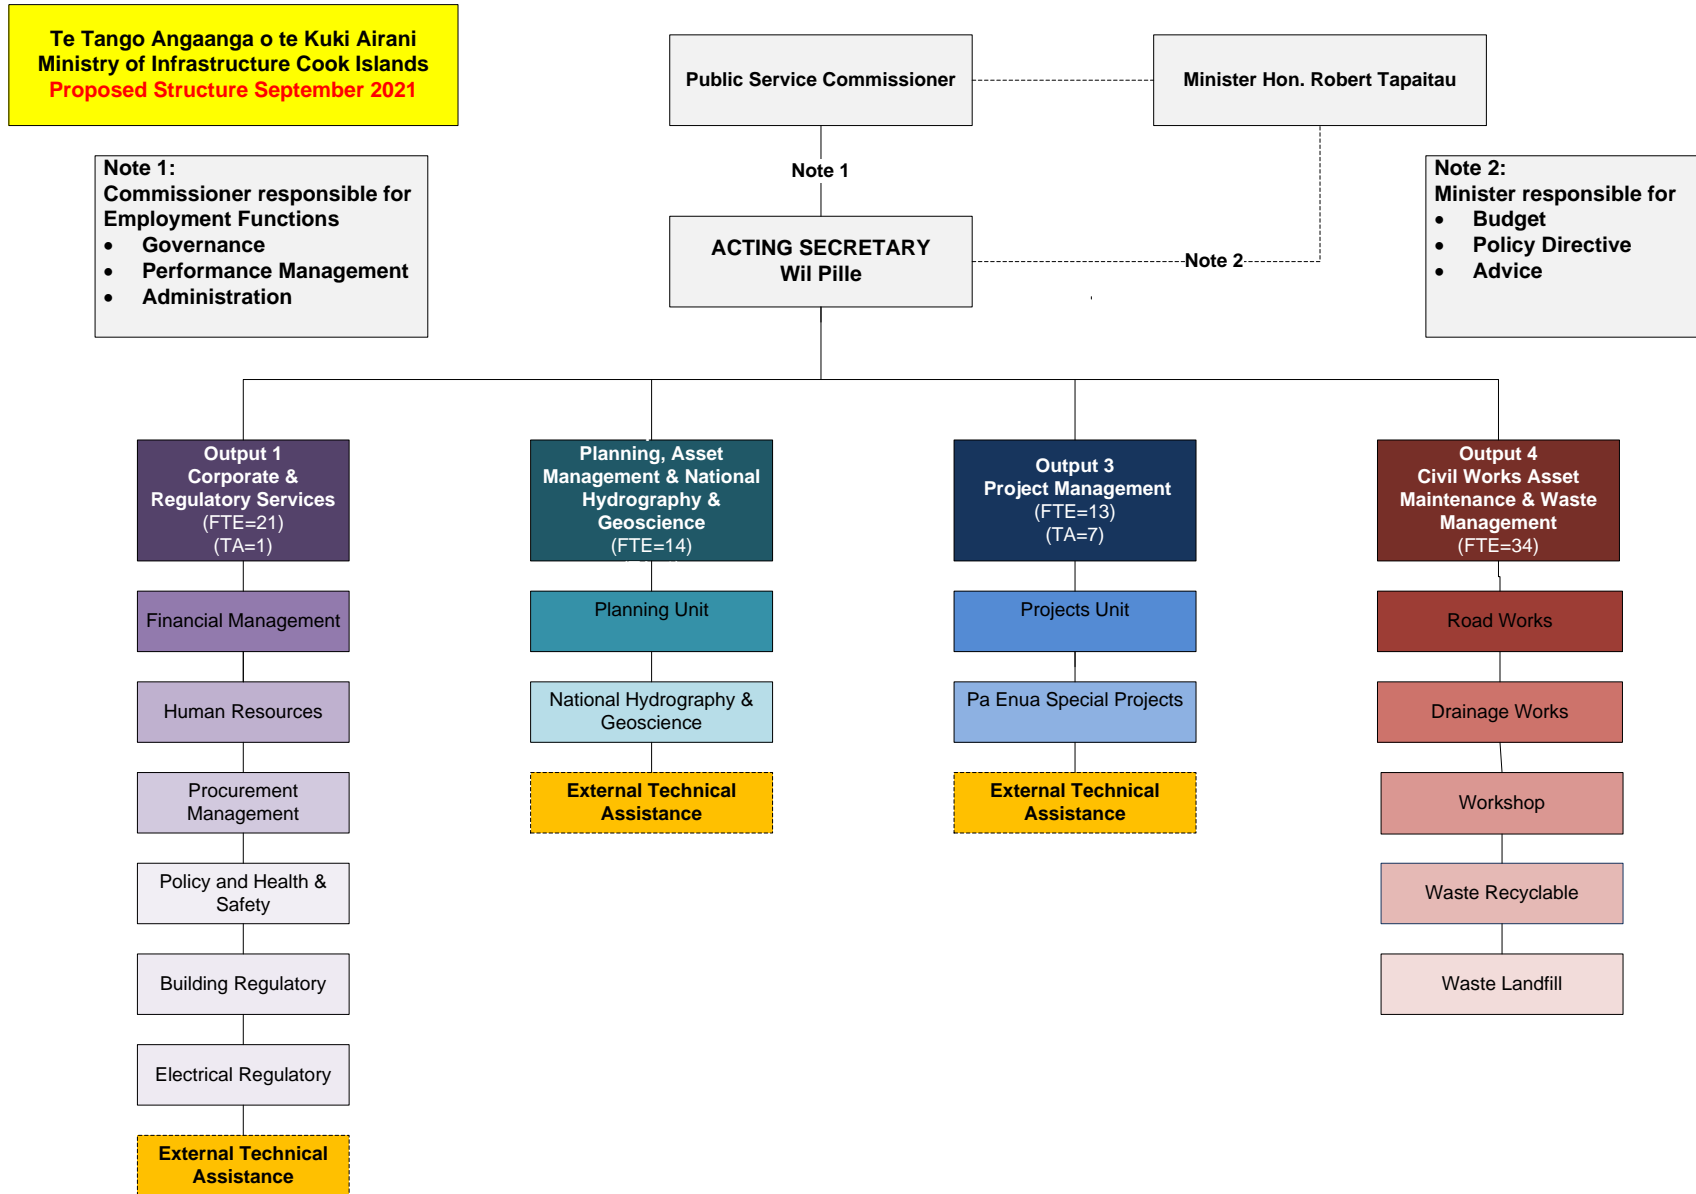 Te Tango Angaanga o te Kuki Airani
Ministry of Infrastructure Cook Islands
Proposed Structure September 2021
Public Service Commissioner
Minister Hon. Robert Tapaitau
Note 1:
Commissioner responsible for
Employment Functions
• Governance
• Performance Management
• Administration
Note 1
Note 2:
Minister responsible for
• Budget
• Policy Directive
• Advice
ACTING SECRETARY
Wil Pille
Note 2
Output 1
Corporate &
Regulatory Services
(FTE=21)
(TA=1)
Planning, Asset
Management & National
Hydrography &
Geoscience
(FTE=14)
Output 3
Project Management
(FTE=13)
(TA=7)
Output 4
Civil Works Asset
Maintenance & Waste
Management
(FTE=34)
Financial Management
Planning Unit
Projects Unit
Road Works
Human Resources
National Hydrography &
Geoscience
Pa Enua Special Projects
Drainage Works
Procurement
Management
External Technical
Assistance
External Technical
Assistance
Workshop
Policy and Health &
Safety
Waste Recyclable
Building Regulatory
Waste Landfill
Electrical Regulatory
External Technical
Assistance